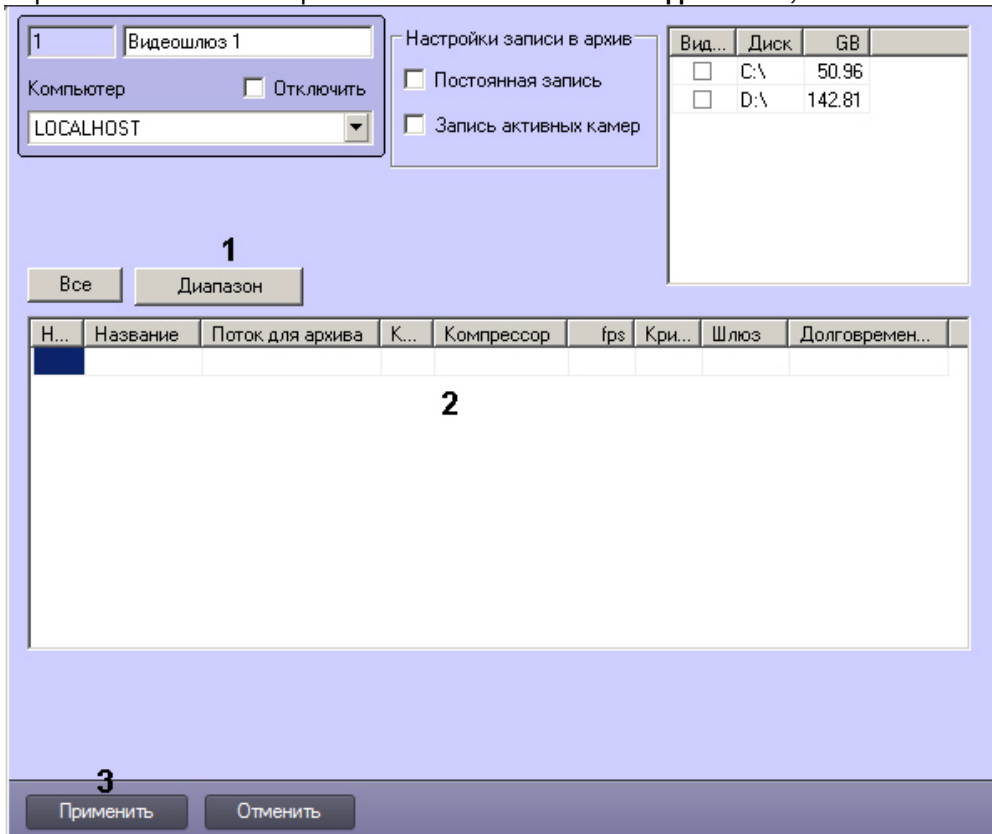 1 Видеошлюз 1
Компьютер Отключить
LOCALHOST
Настройки записи в архив
Постоянная запись
Запись активных камер
Вид... Диск GB
C:\ 50.96
D:\ 142.81
1
Все Диапазон
Н... Название Поток для архива К... Компрессор fps Кри... Шлюз Долговремен...
2
3
Применить Отменить